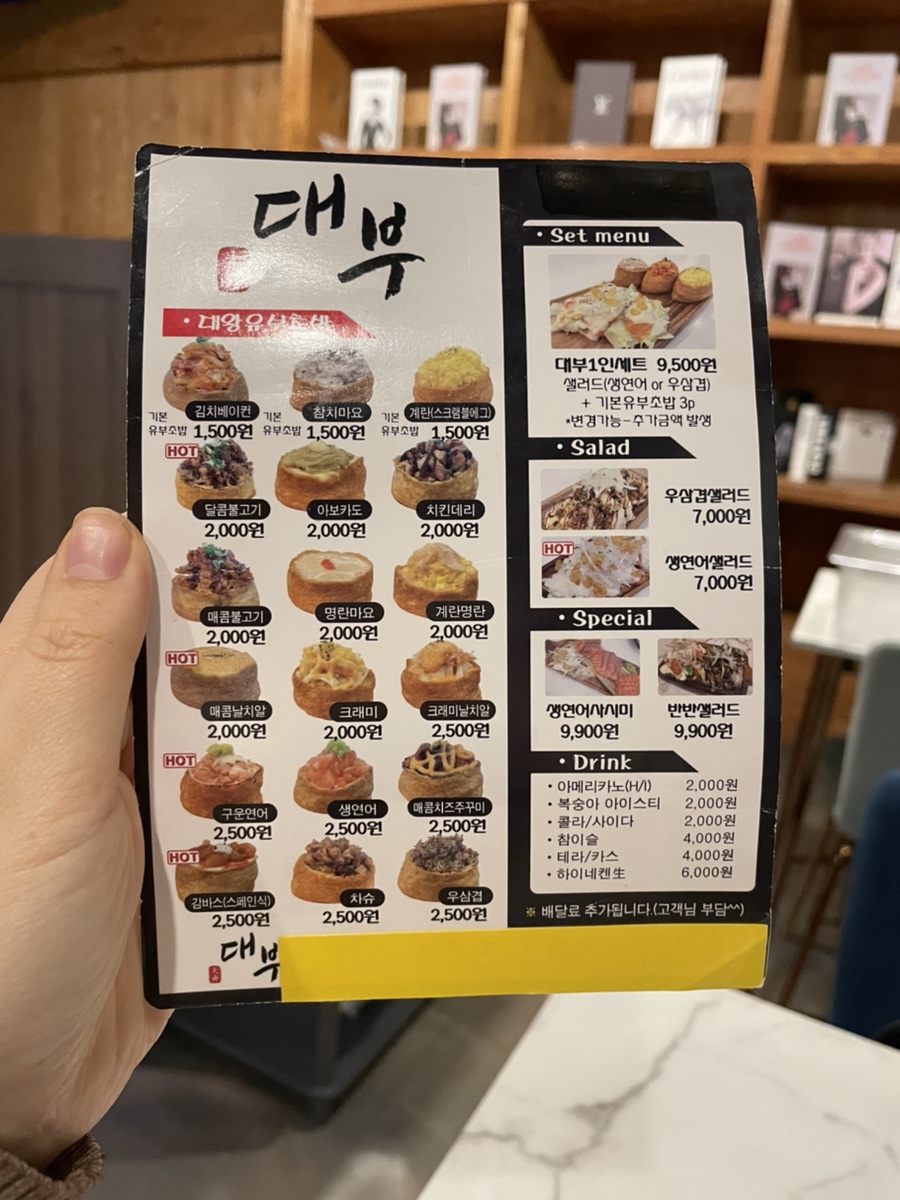 대부
• 대왕유부초밥
기본 유부초밥 김치베이컨 1,500원
기본 유부초밥 참치마요 1,500원
기본 유부초밥 계란(스크램블에그) 1,500원
HOT 달콤불고기 2,000원
아보카도 2,000원
치킨데리 2,000원
매콤불고기 2,000원
명란마요 2,000원
계란명란 2,000원
HOT 매콤날치알 2,000원
크래미 2,000원
크래미날치알 2,500원
HOT 구운연어 2,500원
생연어 2,500원
매콤치즈주꾸미 2,500원
HOT 감바스(스페인식) 2,500원
차슈 2,500원
우삼겹 2,500원
대부
• Set menu
대부1인세트 9,500원
샐러드(생연어 or 우삼겹)
+ 기본유부초밥 3p
*변경가능-추가금액 발생
• Salad
우삼겹샐러드
7,000원
HOT
생연어샐러드
7,000원
• Special
생연어사시미 9,900원
반반샐러드 9,900원
• Drink
• 아메리카노(H/I) 2,000원
• 복숭아 아이스티 2,000원
• 콜라/사이다 2,000원
• 참이슬 4,000원
• 테라/카스 4,000원
• 하이네켄生 6,000원
※ 배달료 추가됩니다.(고객님 부담^^)